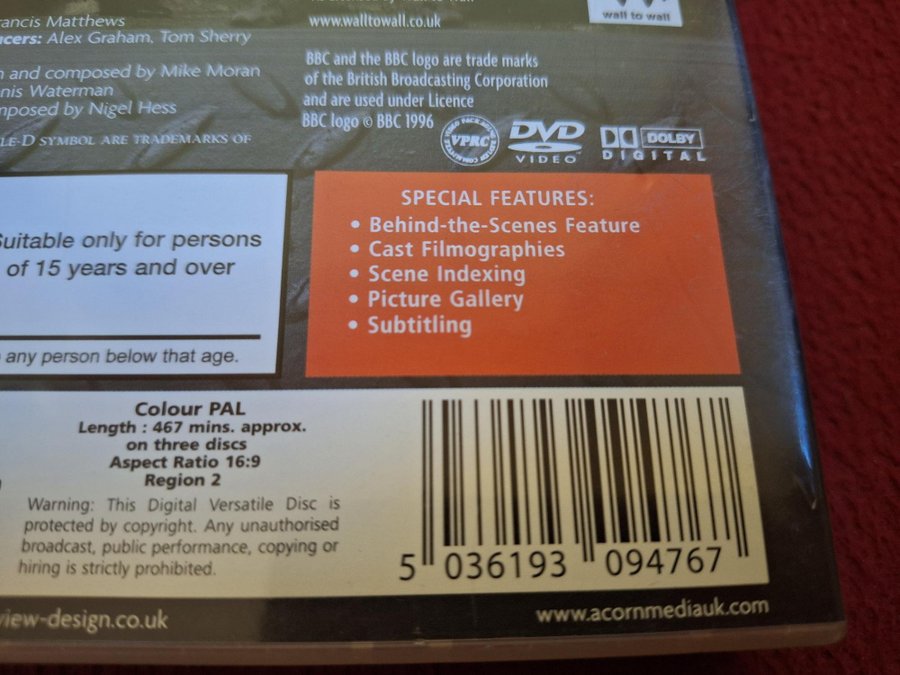 rancis Matthews
cers: Alex Graham, Tom Sherry
n and composed by Mike Moran
nis Waterman
mposed by Nigel Hess
LE-D SYMBOL ARE TRADEMARKS OF
www.walltowall.co.uk
wall to wall
BBC and the BBC logo are trade marks
of the British Broadcasting Corporation
and are used under Licence
BBC logo © BBC 1996
VPRC
DVD
VIDEO
DOLBY
DIGITAL
Suitable only for persons
of 15 years and over
any person below that age.
SPECIAL FEATURES:
• Behind-the-Scenes Feature
• Cast Filmographies
• Scene Indexing
• Picture Gallery
• Subtitling
Colour PAL
Length : 467 mins. approx.
on three discs
Aspect Ratio 16:9
Region 2
Warning: This Digital Versatile Disc is
protected by copyright. Any unauthorised
broadcast, public performance, copying or
hiring is strictly prohibited.
5 036193 094767
view-design.co.uk
www.acornmediauk.com